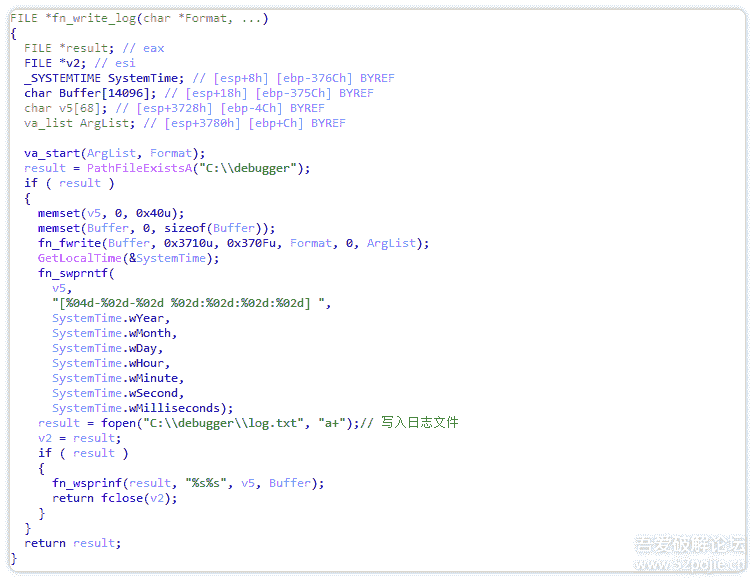 FILE *fn_write_log(char *Format, ...)
{
  FILE *result; // eax
  FILE *v2; // esi
  _SYSTEMTIME SystemTime; // [esp+8h] [ebp-376Ch] BYREF
  char Buffer[14096]; // [esp+18h] [ebp-375Ch] BYREF
  char v5[68]; // [esp+3728h] [ebp-4Ch] BYREF
  va_list ArgList; // [esp+3780h] [ebp+Ch] BYREF

  va_start(ArgList, Format);
  result = PathFileExistsA("C:\\debugger");
  if ( result )
  {
    memset(v5, 0, 0x40u);
    memset(Buffer, 0, sizeof(Buffer));
    fn_fwrite(Buffer, 0x3710u, 0x370Fu, Format, 0, ArgList);
    GetLocalTime(&SystemTime);
    fn_swprntf(
      v5,
      "[%04d-%02d-%02d %02d:%02d:%02d:%02d] ",
      SystemTime.wYear,
      SystemTime.wMonth,
      SystemTime.wDay,
      SystemTime.wHour,
      SystemTime.wMinute,
      SystemTime.wSecond,
      SystemTime.wMilliseconds);
    result = fopen("C:\\debugger\\log.txt", "a+");// 写入日志文件
    v2 = result;
    if ( result )
    {
      fn_wsprinf(result, "%s%s", v5, Buffer);
      return fclose(v2);
    }
  }
  return result;
}
吾爱破解论坛
www.52pojie.cn